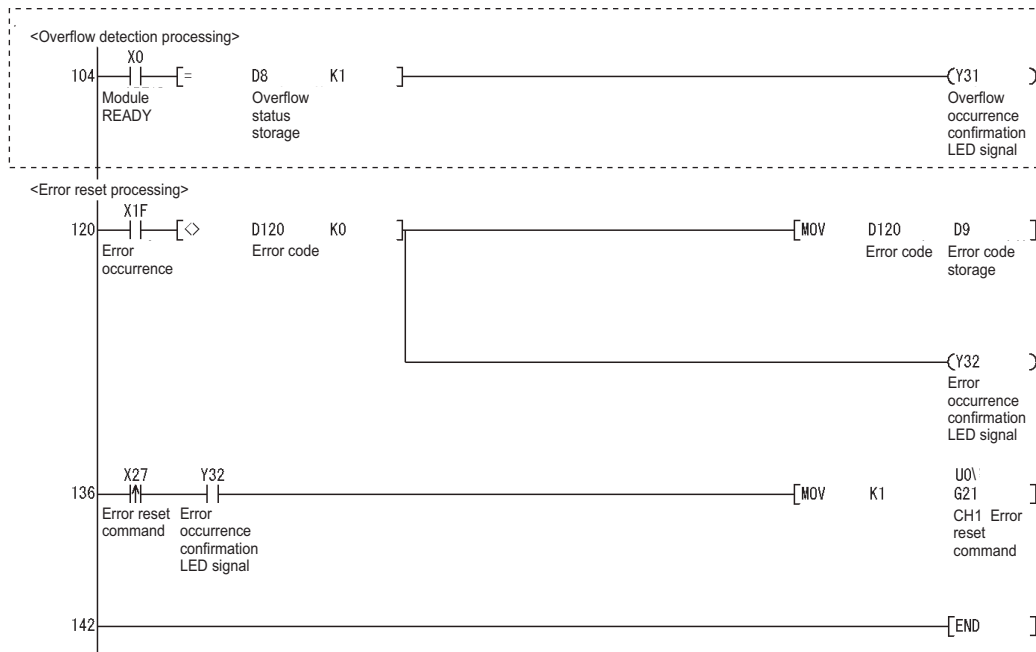 <Overflow detection processing>
X0
104 [= D8 K1 ] (Y31 )
Module READY
Overflow status storage
Overflow occurrence confirmation LED signal
<Error reset processing>
X1F
120 [<> D120 K0 ] [MOV D120 D9 ]
Error occurrence
Error code
Error code
Error code storage
(Y32 )
Error occurrence confirmation LED signal
X27 Y32 U0\
136 [MOV K1 G21 ]
Error reset command
Error occurrence confirmation LED signal
CH1 Error reset command
142 [END ]